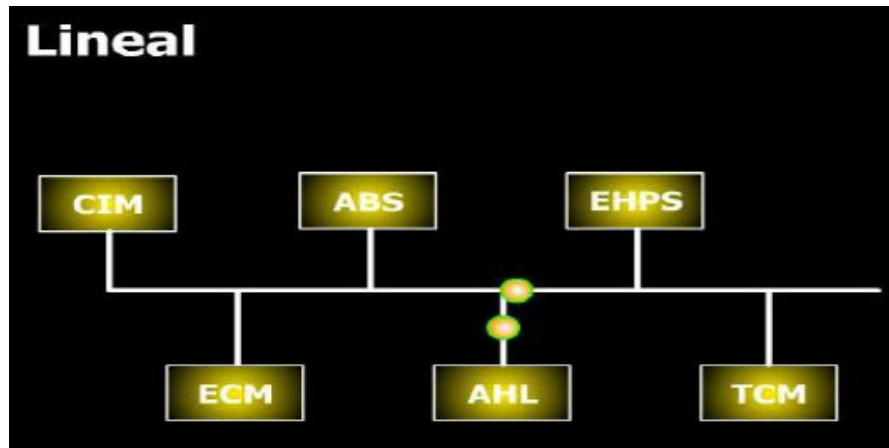 Lineal
CIM
ABS
EHPS
ECM
AHL
TCM